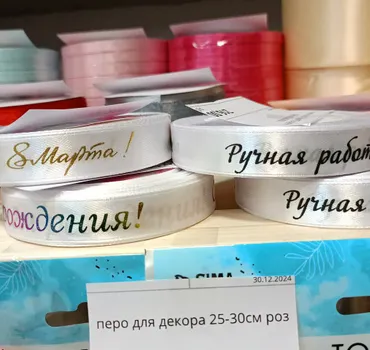 8 Марта!
Ручная работ
рождения!
Ручная
SIMA
30.12.2024
перо для декора 25-30см роз